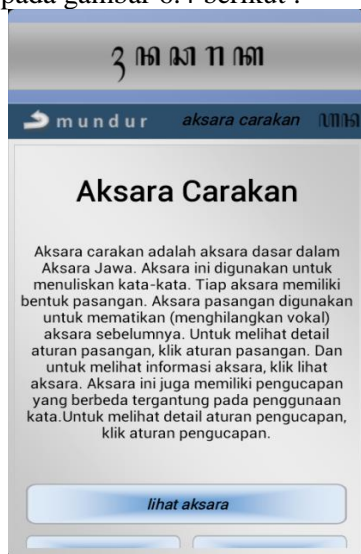 pada gambar 6.4 berikut :
mundur aksara carakan
Aksara Carakan
Aksara carakan adalah aksara dasar dalam
Aksara Jawa. Aksara ini digunakan untuk
menuliskan kata-kata. Tiap aksara memiliki
bentuk pasangan. Aksara pasangan digunakan
untuk mematikan (menghilangkan vokal)
aksara sebelumnya. Untuk melihat detail
aturan pasangan, klik aturan pasangan. Dan
untuk melihat informasi aksara, klik lihat
aksara. Aksara ini juga memiliki pengucapan
yang berbeda tergantung pada penggunaan
kata.Untuk melihat detail aturan pengucapan,
klik aturan pengucapan.
lihat aksara